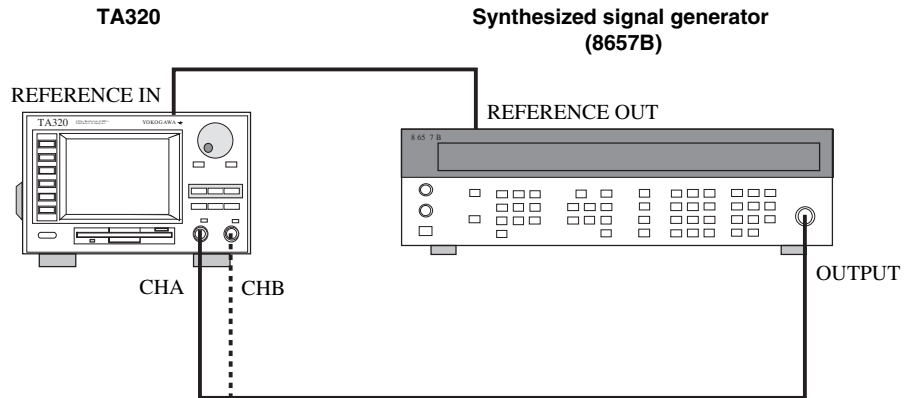 TA320
Synthesized signal generator
(8657B)
REFERENCE IN
REFERENCE OUT
TA320
YOKOGAWA
8 65 7 B
CHA
CHB
OUTPUT